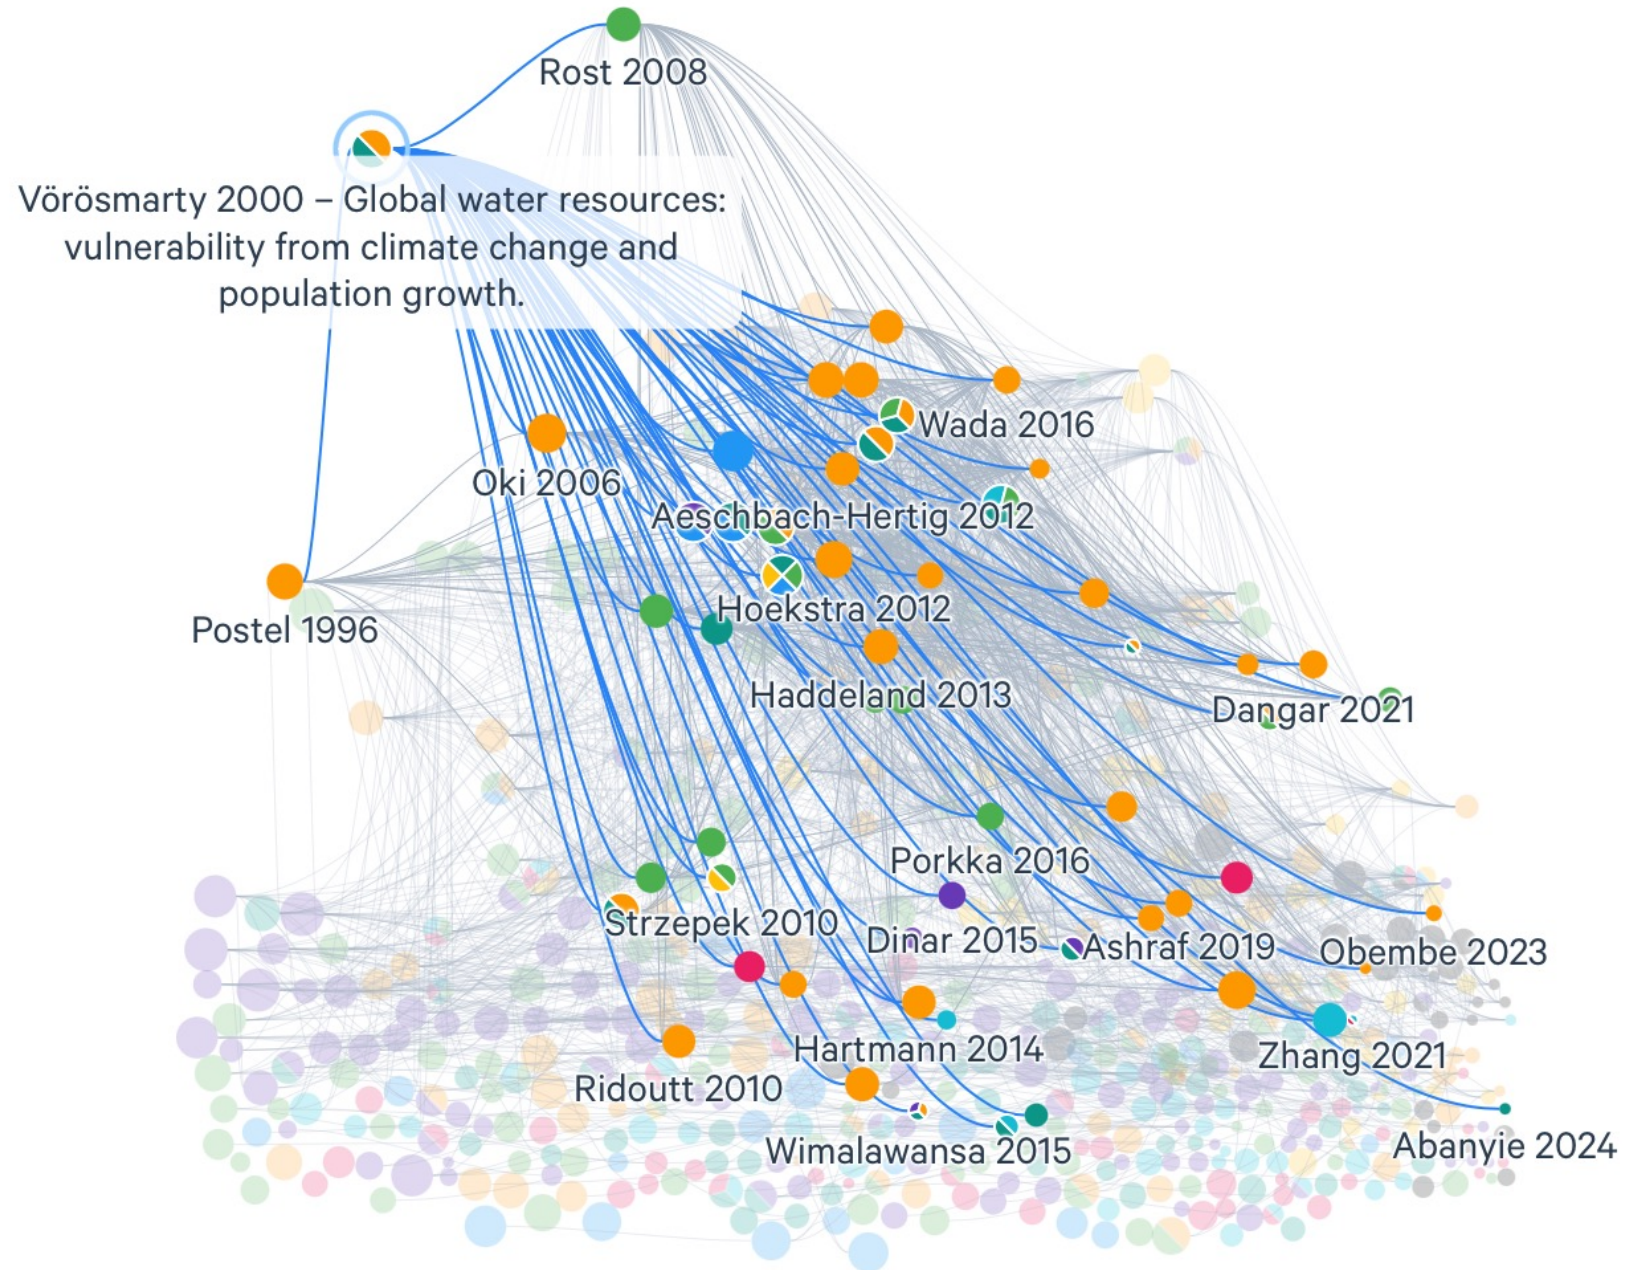 Rost 2008
Vörösmarty 2000 – Global water resources:
vulnerability from climate change and
population growth.
Wada 2016
Oki 2006
Aeschbach-Hertig 2012
Hoekstra 2012
Postel 1996
Haddeland 2013
Dangar 2021
Porkka 2016
Strzepek 2010
Dinar 2015
Ashraf 2019
Obembe 2023
Hartmann 2014
Zhang 2021
Ridoutt 2010
Wimalawansa 2015
Abanyie 2024